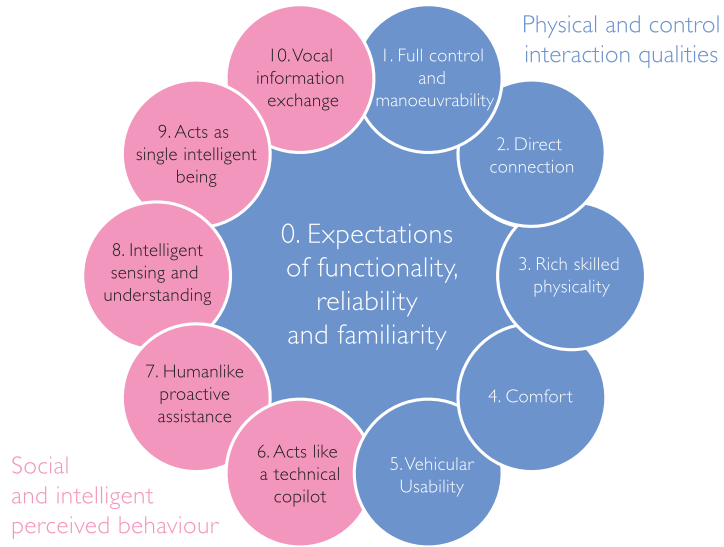 Physical and control
interaction qualities
1. Full control
and
manoeuvrability
2. Direct
connection
3. Rich skilled
physicality
4. Comfort
5. Vehicular
Usability
6. Acts like
a technical
copilot
7. Humanlike
proactive
assistance
8. Intelligent
sensing and
understanding
9. Acts as
single intelligent
being
10. Vocal
information
exchange
0. Expectations
of functionality,
reliability
and familiarity
Social
and intelligent
perceived behaviour